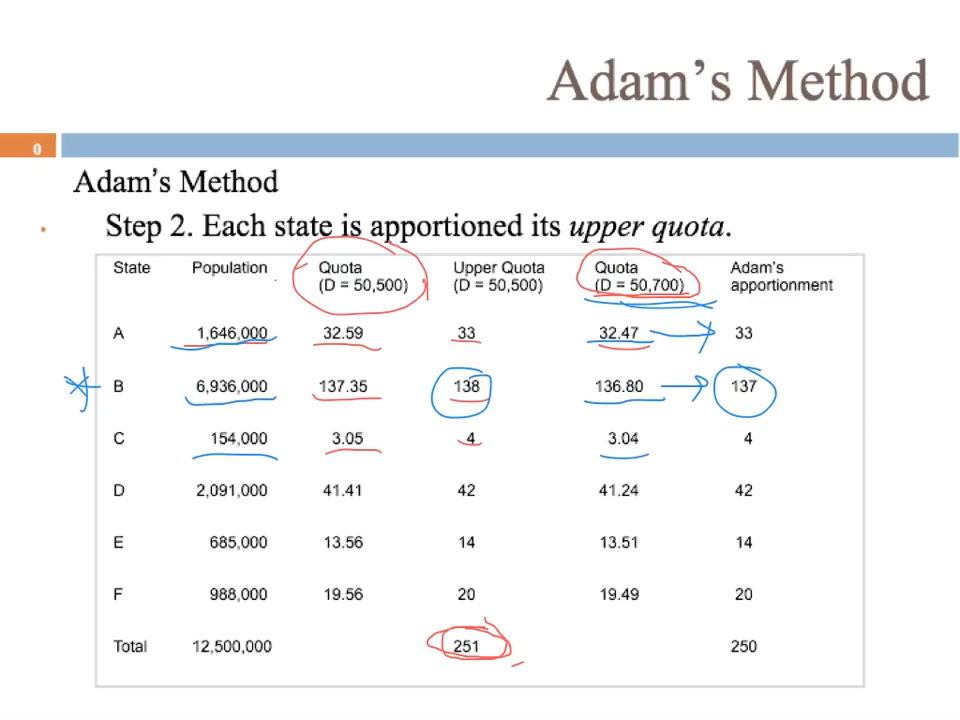 Adam's Method
0
Adam's Method
Step 2. Each state is apportioned its upper quota.
State Population Quota (D = 50,500) Upper Quota (D = 50,500) Quota (D = 50,700) Adam's apportionment
A 1,646,000 32.59 33 32.47 33
B 6,936,000 137.35 138 136.80 137
C 154,000 3.05 4 3.04 4
D 2,091,000 41.41 42 41.24 42
E 685,000 13.56 14 13.51 14
F 988,000 19.56 20 19.49 20
Total 12,500,000 251 250